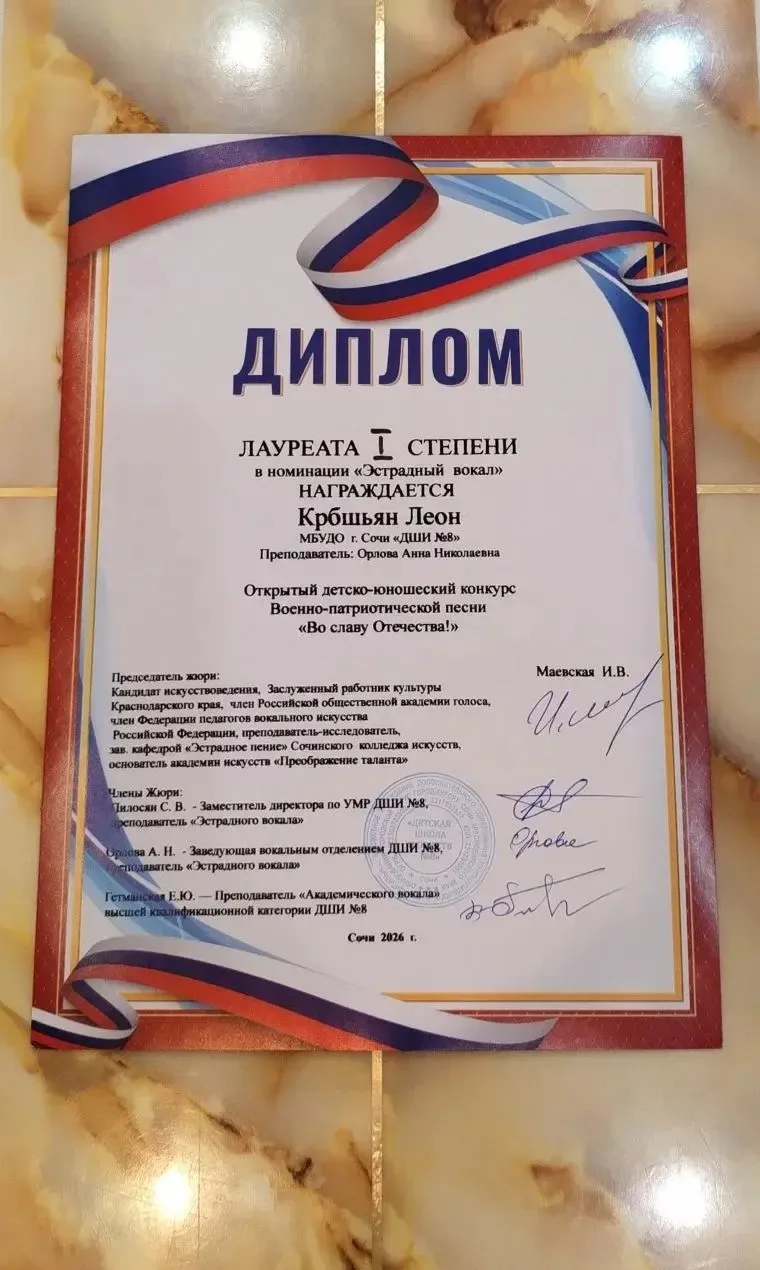 ДИПЛОМ
ЛАУРЕАТА I СТЕПЕНИ
в номинации «Эстрадный вокал»
НАГРАЖДАЕТСЯ
Крбшьян Леон
МБУДО г. Сочи «ДШИ №8»
Преподаватель: Орлова Анна Николаевна
Открытый детско-юношеский конкурс
Военно-патриотической песни
«Во славу Отечества!»
Председатель жюри:
Маевская И.В.
Кандидат искусствоведения, Заслуженный работник культуры
Краснодарского края, член Российской общественной академии голоса,
член Федерации педагогов вокального искусства
Российской Федерации, преподаватель-исследователь,
зав. кафедрой «Эстрадное пение» Сочинского колледжа искусств,
основатель академии искусств «Преображение таланта»
Члены Жюри:
Пилосян С. В. - Заместитель директора по УМР ДШИ №8,
преподаватель «Эстрадного вокала»
Орлова А. Н. - Заведующая вокальным отделением ДШИ №8,
преподаватель «Эстрадного вокала»
Гетманская Е.Ю. — Преподаватель «Академического вокала»
высшей квалификационной категории ДШИ №8
«ДЕТСКАЯ
ШКОЛА
ИСКУССТВ
№8»
Сочи 2026 г.